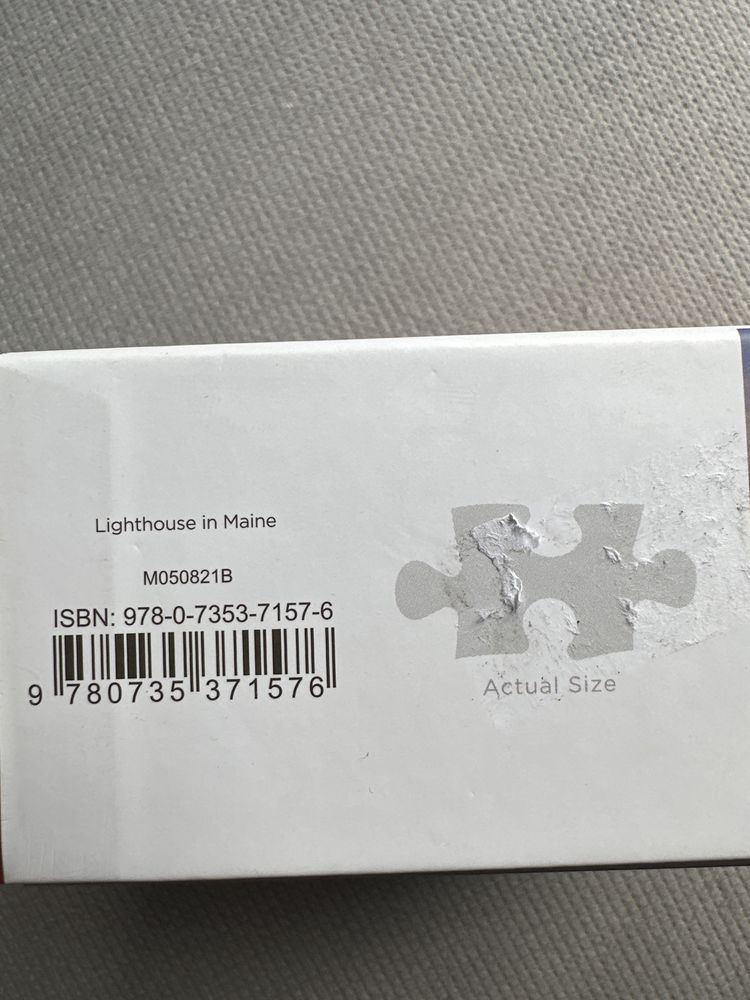 Lighthouse in Maine
M050821B
ISBN: 978-0-7353-7157-6
9 780735 371576
Actual Size